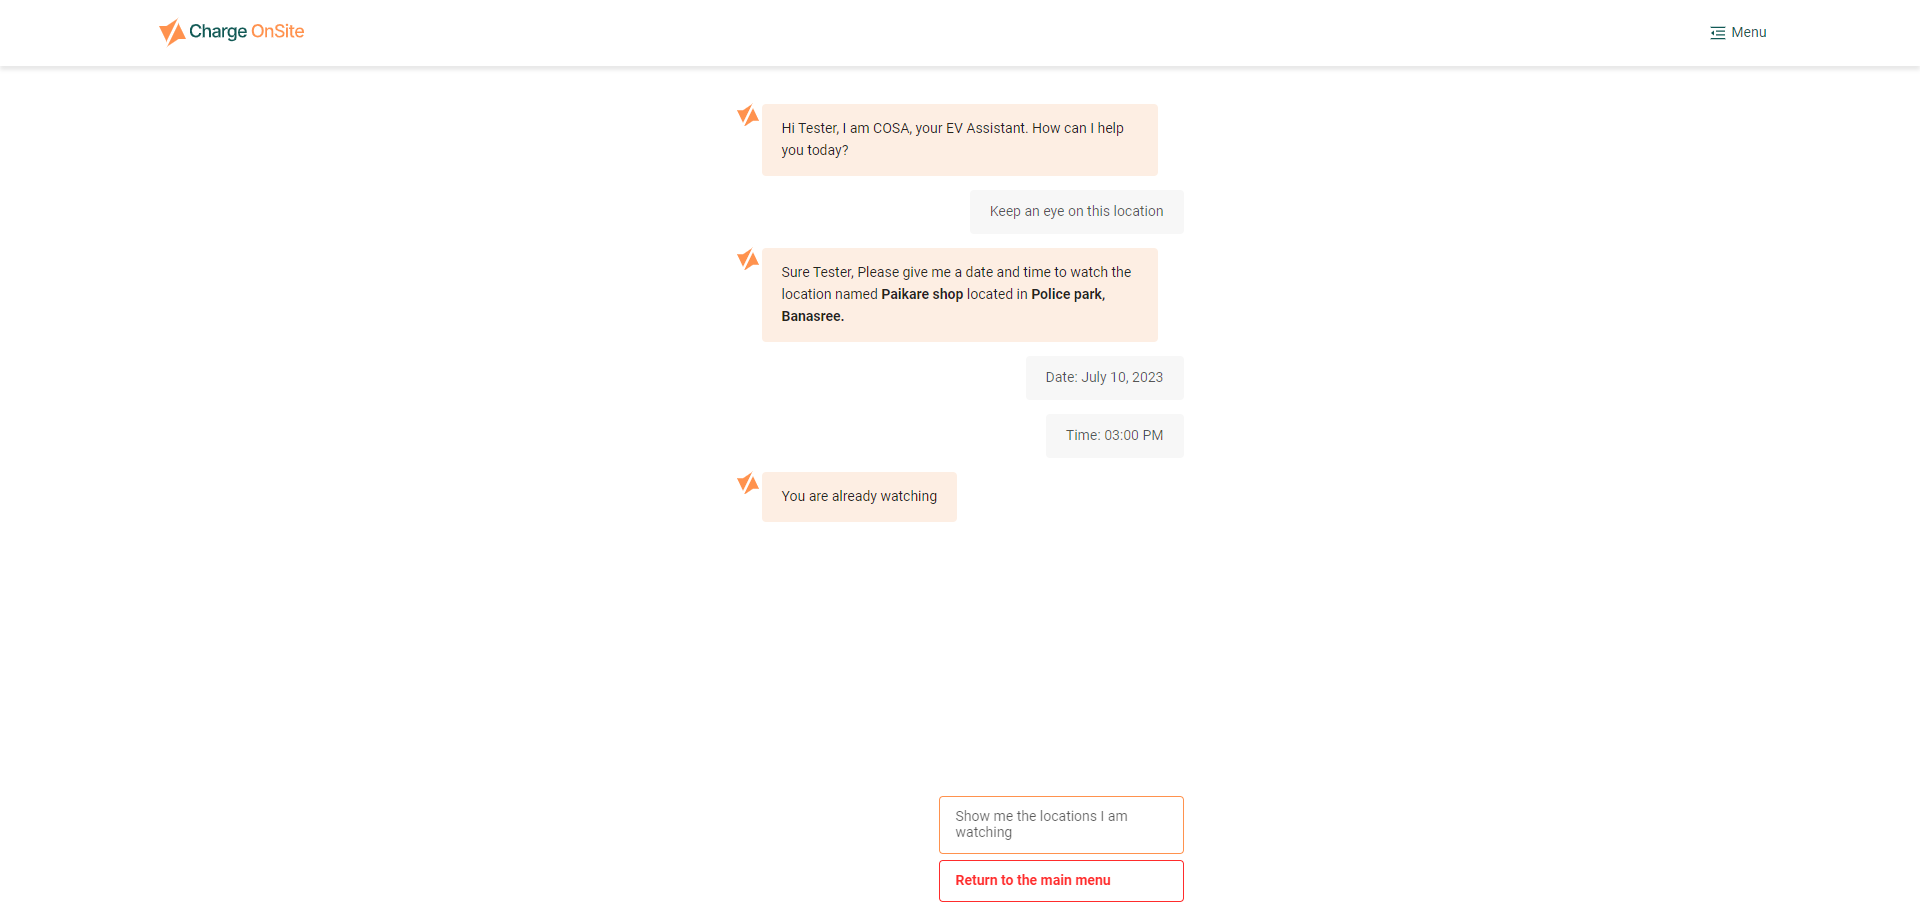 Charge OnSite
Menu
Hi Tester, I am COSA, your EV Assistant. How can I help
you today?
Keep an eye on this location
Sure Tester, Please give me a date and time to watch the
location named Paikare shop located in Police park,
Banasree.
Date: July 10, 2023
Time: 03:00 PM
You are already watching
Show me the locations I am
watching
Return to the main menu